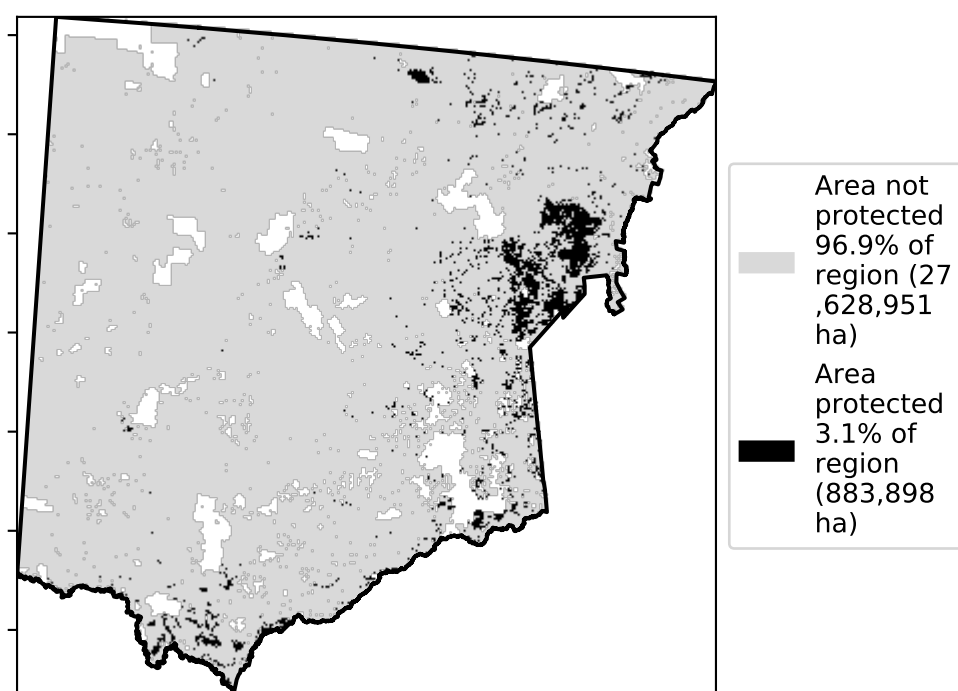 Area not
protected
96.9% of
region (27
,628,951
ha)
Area
protected
3.1% of
region
(883,898
ha)